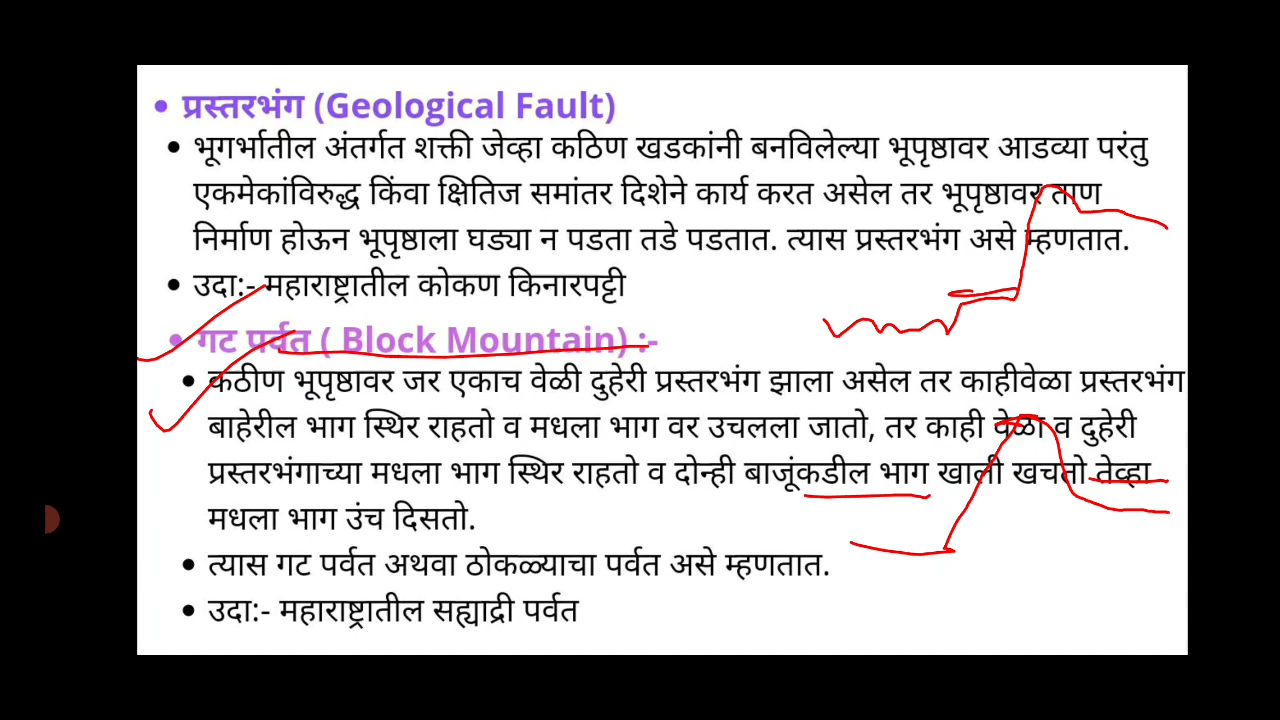 • प्रस्तरभंग (Geological Fault)
• भूगर्भातील अंतर्गत शक्ती जेव्हा कठिण खडकांनी बनविलेल्या भूपृष्ठावर आडव्या परंतु
एकमेकांविरुद्ध किंवा क्षितिज समांतर दिशेने कार्य करत असेल तर भूपृष्ठावर ताण
निर्माण होऊन भूपृष्ठाला घड्या न पडता तडे पडतात. त्यास प्रस्तरभंग असे म्हणतात.
• उदा:- महाराष्ट्रातील कोकण किनारपट्टी
• गट पर्वत ( Block Mountain) :-
• कठीण भूपृष्ठावर जर एकाच वेळी दुहेरी प्रस्तरभंग झाला असेल तर काहीवेळा प्रस्तरभंग
बाहेरील भाग स्थिर राहतो व मधला भाग वर उचलला जातो, तर काही वेळा व दुहेरी
प्रस्तरभंगाच्या मधला भाग स्थिर राहतो व दोन्ही बाजूंकडील भाग खाली खचतो तेव्हा
मधला भाग उंच दिसतो.
• त्यास गट पर्वत अथवा ठोकळ्याचा पर्वत असे म्हणतात.
• उदा:- महाराष्ट्रातील सह्याद्री पर्वत